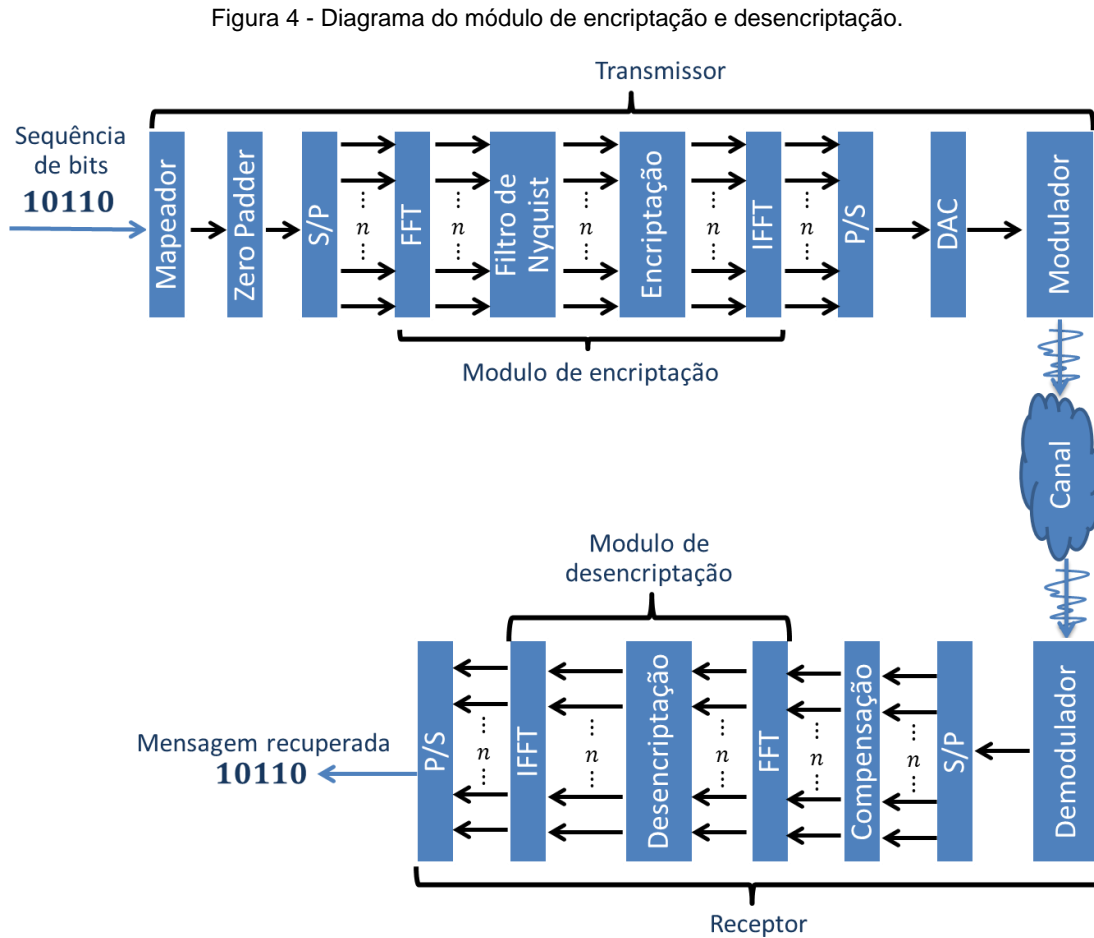 Figura 4 - Diagrama do módulo de encriptação e desencriptação.
Transmissor
Sequência
de bits
10110
Mapeador
Zero Padder
S/P
⋮
n
⋮
FFT
⋮
n
⋮
Filtro de
Nyquist
⋮
n
⋮
Encriptação
⋮
n
⋮
IFFT
⋮
n
⋮
P/S
DAC
Modulador
Modulo de encriptação
Canal
Modulo de
desencriptação
Mensagem recuperada
10110
P/S
⋮
n
⋮
IFFT
⋮
n
⋮
Desencriptação
⋮
n
⋮
FFT
⋮
n
⋮
Compensação
⋮
n
⋮
S/P
Demodulador
Receptor